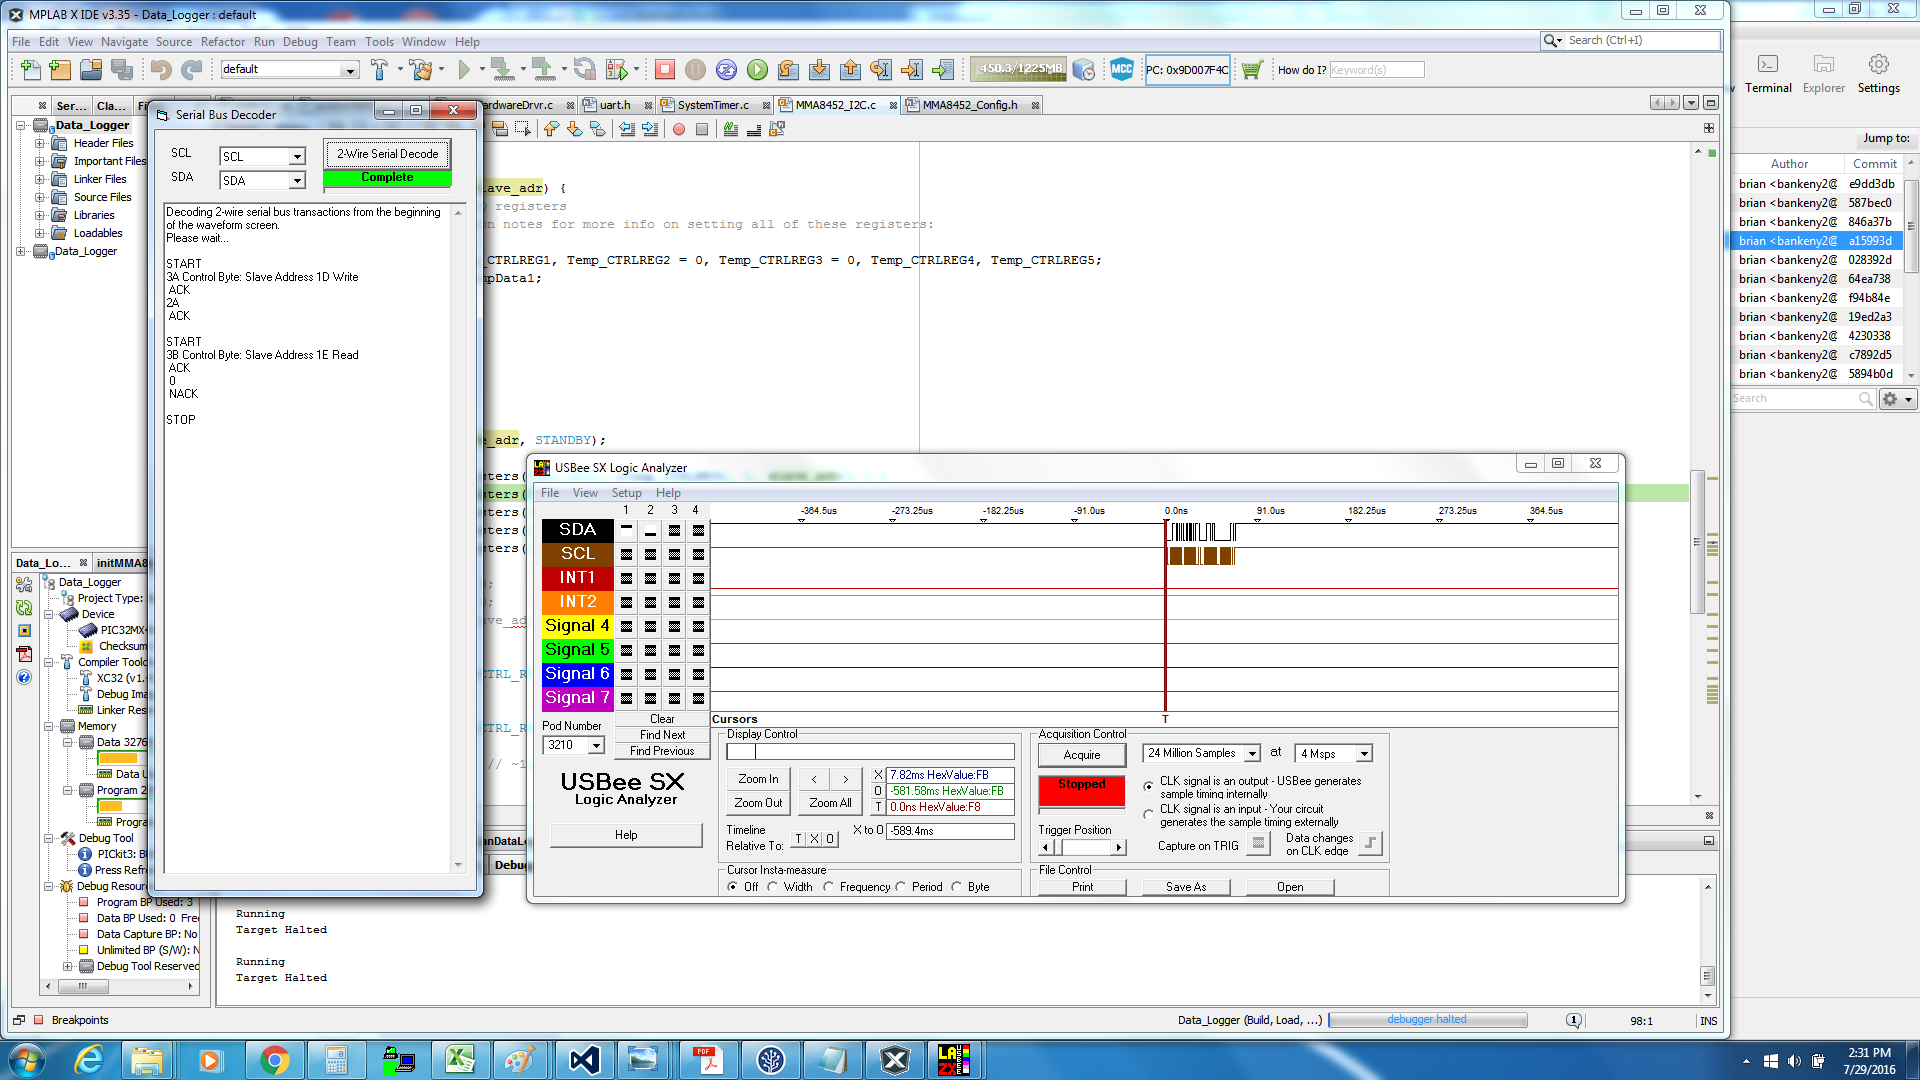 MPLAB X IDE v3.35 - Data_Logger : default
File Edit View Navigate Source Refactor Run Debug Team Tools Window Help
Search (Ctrl+I)
default
450.3/1225MB
MCC
PC: 0x9D007F4C
How do I? Keyword(s)
Terminal Explorer Settings
Ser... Cla...
uart.h SystemTimer.c MMA8452_I2C.c MMA8452_Config.h
Jump to:
Author Commit
brian <bankeny2@ e9dd3db
brian <bankeny2@ 587bec0
brian <bankeny2@ 846a37b
brian <bankeny2@ a15993d
brian <bankeny2@ 028392d
brian <bankeny2@ 64ea738
brian <bankeny2@ f94b84e
brian <bankeny2@ 19ed2a3
brian <bankeny2@ 4230338
brian <bankeny2@ c7892d5
brian <bankeny2@ 5894b0d
Search
Data_Logger
Header Files
Important Files
Linker Files
Source Files
Libraries
Loadables
Data_Logger
Serial Bus Decoder
SCL SCL 2-Wire Serial Decode
SDA SDA Complete
Decoding 2-wire serial bus transactions from the beginning
of the waveform screen.
Please wait...
START
3A Control Byte: Slave Address 1D Write
ACK
2A
ACK
START
3B Control Byte: Slave Address 1E Read
ACK
0
NACK
STOP
lave_adr) {
registers
n notes for more info on setting all of these registers:
_CTRLREG1, Temp_CTRLREG2 = 0, Temp_CTRLREG3 = 0, Temp_CTRLREG4, Temp_CTRLREG5;
mpData1;
e_adr, STANDBY);
sters(
sters(
sters(
sters(
sters(
);
);
ave_ad
CTRL_R
CTRL_R
// ~1
USBee SX Logic Analyzer
File View Setup Help
1 2 3 4
-364.5us -273.25us -182.25us -91.0us 0.0ns 91.0us 182.25us 273.25us 364.5us
SDA
SCL
INT1
INT2
Signal 4
Signal 5
Signal 6
Signal 7
Pod Number
3210
Clear
Find Next
Find Previous
Cursors T
USBee SX
Logic Analyzer
Help
Display Control
Zoom In < >
Zoom Out Zoom All
X 7.82ms HexValue:FB
O -581.58ms HexValue:FB
T 0.0ns HexValue:F8
Timeline
Relative To: T X O
X to O -589.4ms
Cursor Insta-measure
Off Width Frequency Period Byte
Acquisition Control
Acquire 24 Million Samples at 4 Msps
Stopped
CLK signal is an output - USBee generates
sample timing internally
CLK signal is an input - Your circuit
generates the sample timing externally
Trigger Position
Capture on TRIG
Data changes
on CLK edge
File Control
Print Save As Open
Data_Lo... initMMA8
Data_Logger
Project Type:
Device
PIC32MX
Checksum
Compiler Toolc
XC32 (v1.
Debug Ima
Linker Res
Memory
Data 3276
Data U
Program 2
Progra
Debug Tool
PICkit3: B
Press Refr
Debug Resour
Program BP Used: 3
Data BP Used: 0 Free
Data Capture BP: No
Unlimited BP (S/W): N
Debug Tool Reserved
anDataLo
Debug
Running
Target Halted
Running
Target Halted
Breakpoints
Data_Logger (Build, Load, ...) debugger halted
98:1 INS
2:31 PM
7/29/2016